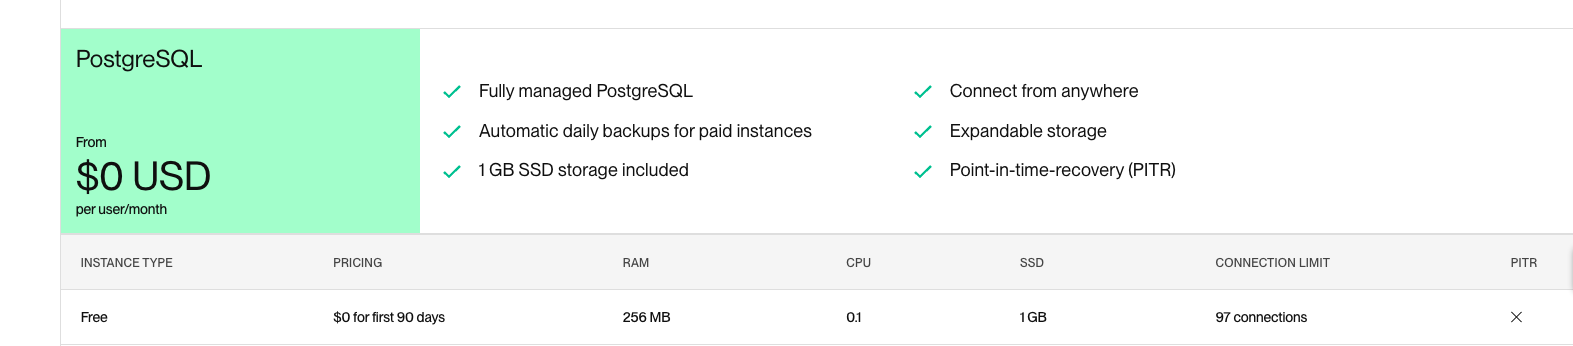 PostgreSQL
From
$0 USD
per user/month
Fully managed PostgreSQL
Automatic daily backups for paid instances
1 GB SSD storage included
Connect from anywhere
Expandable storage
Point-in-time-recovery (PITR)
INSTANCE TYPE PRICING RAM CPU SSD CONNECTION LIMIT PITR
Free $0 for first 90 days 256 MB 0.1 1 GB 97 connections